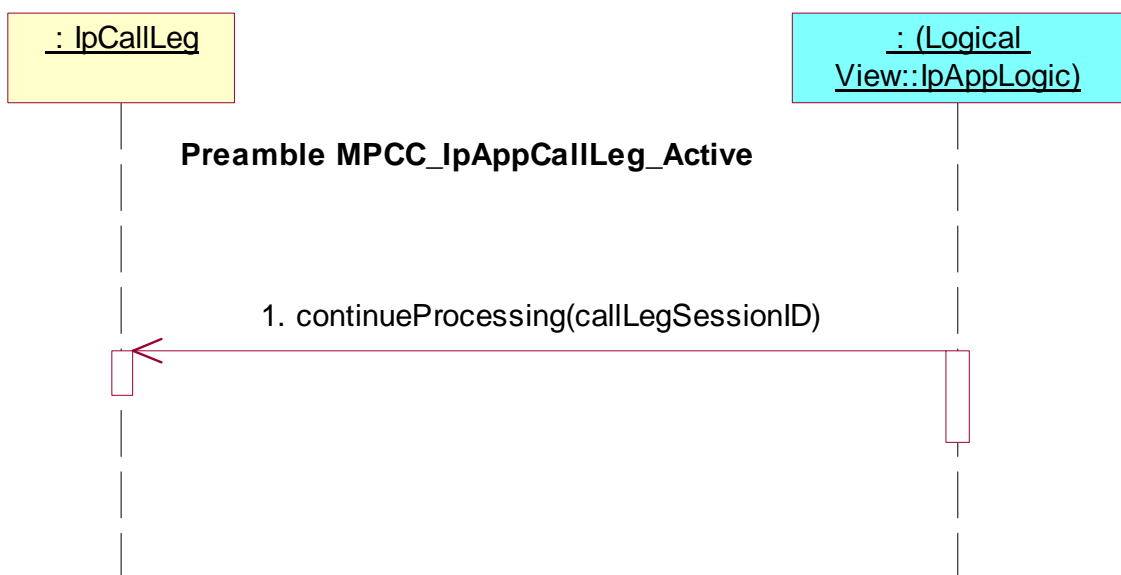 : IpCallLeg
: (Logical
View::IpAppLogic)
Preamble MPCC_IpAppCallLeg_Active
1. continueProcessing(callLegSessionID)